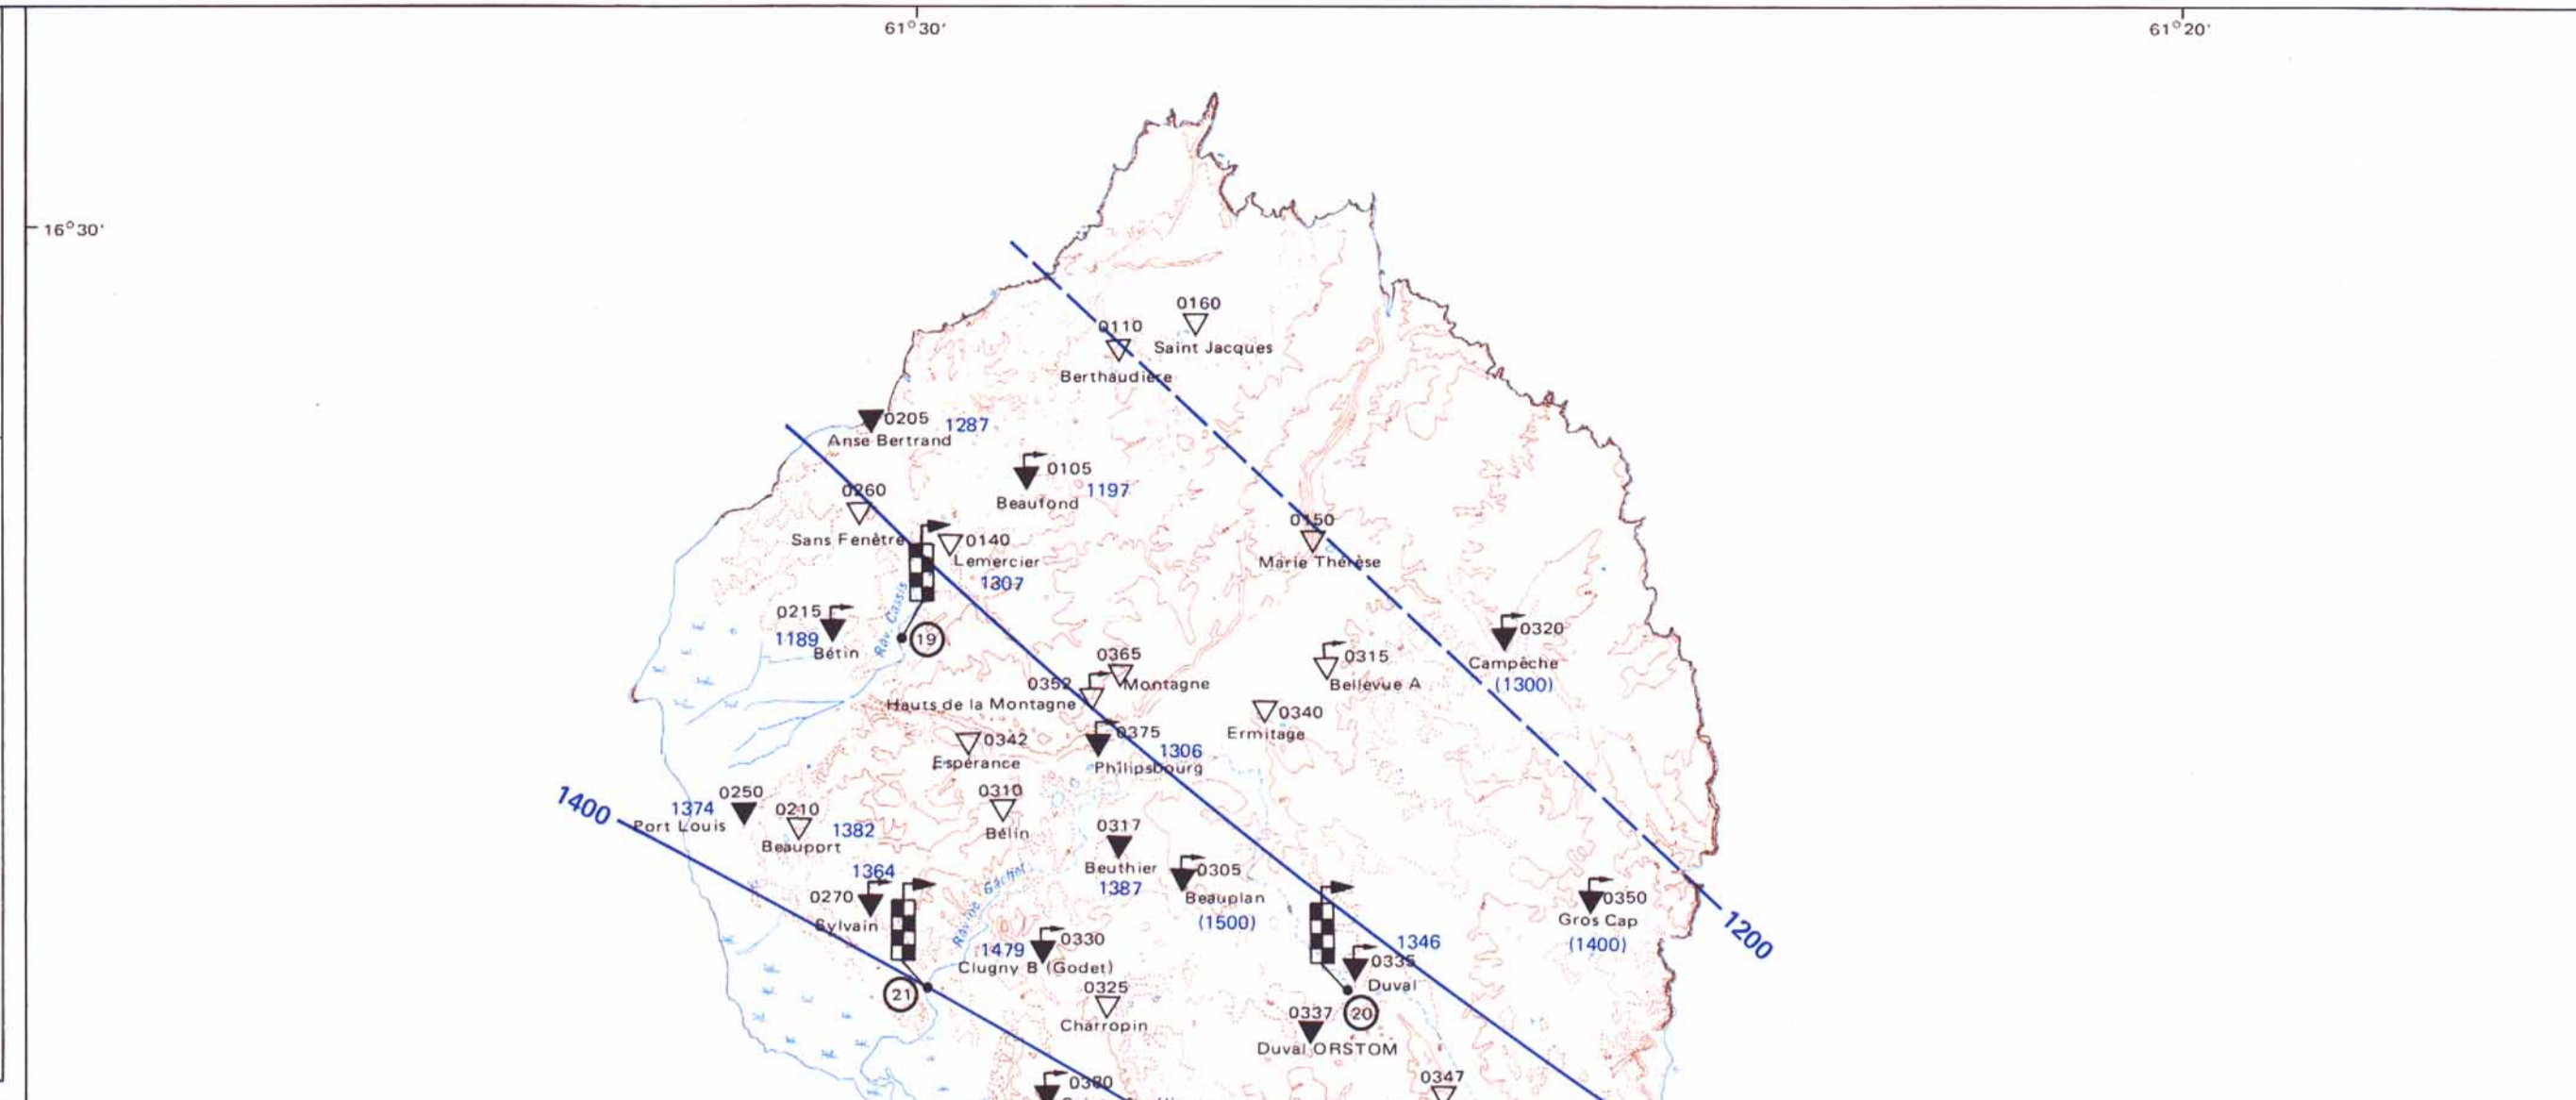 61°30'
61°20'
16°30'
0160
Saint Jacques
0110
Berthaudière
0205
1287
Anse Bertrand
0105
1197
Beaufond
0260
Sans Fenêtre
0140
Lemercier
1307
0150
Marie Thérèse
Rav. Cassis
19
0215
1189
Bétin
0320
Campêche
(1300)
0365
Montagne
0352
Hauts de la Montagne
0315
Bellevue A
0340
Ermitage
0375
1306
Philipsbourg
0342
Espérance
0310
Bélin
1400
0250
1374
Port Louis
0210
1382
Beauport
0317
Beuthier
1387
0305
Beauplan
(1500)
1364
0270
Sylvain
Ravine Gachet
0350
Gros Cap
(1400)
1200
0330
1479
Clugny B (Godet)
1346
0335
Duval
21
0325
Charropin
20
0337
Duval ORSTOM
0380
0347